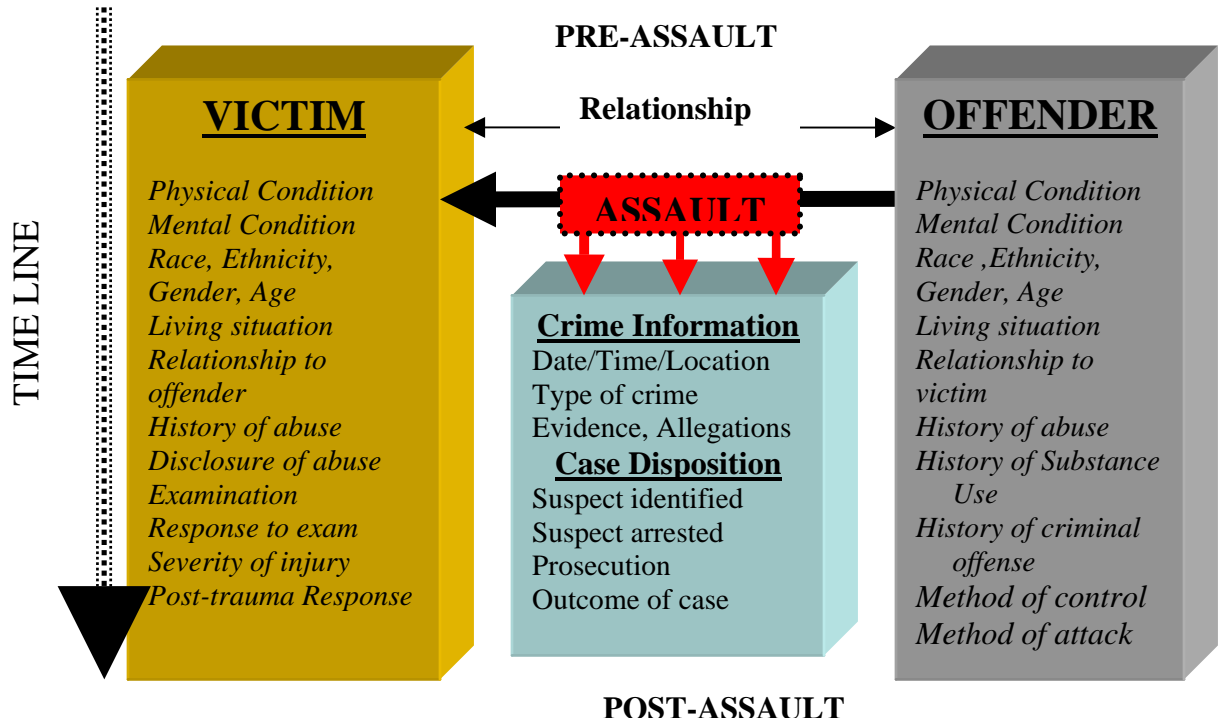 PRE-ASSAULT
TIME LINE
VICTIM
Physical Condition
Mental Condition
Race, Ethnicity,
Gender, Age
Living situation
Relationship to
offender
History of abuse
Disclosure of abuse
Examination
Response to exam
Severity of injury
Post-trauma Response
Relationship
ASSAULT
Crime Information
Date/Time/Location
Type of crime
Evidence, Allegations
Case Disposition
Suspect identified
Suspect arrested
Prosecution
Outcome of case
OFFENDER
Physical Condition
Mental Condition
Race ,Ethnicity,
Gender, Age
Living situation
Relationship to
victim
History of abuse
History of Substance
Use
History of criminal
offense
Method of control
Method of attack
POST-ASSAULT